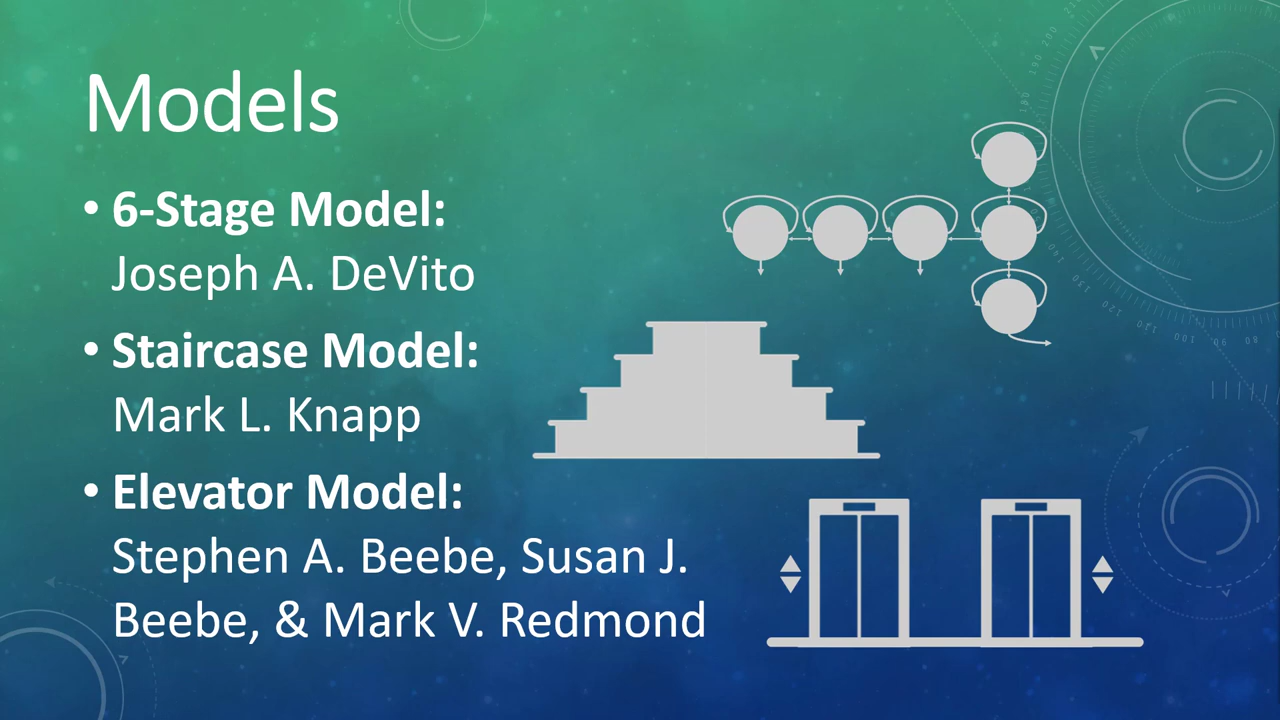 Models
• 6-Stage Model:
Joseph A. DeVito
• Staircase Model:
Mark L. Knapp
• Elevator Model:
Stephen A. Beebe, Susan J.
Beebe, & Mark V. Redmond